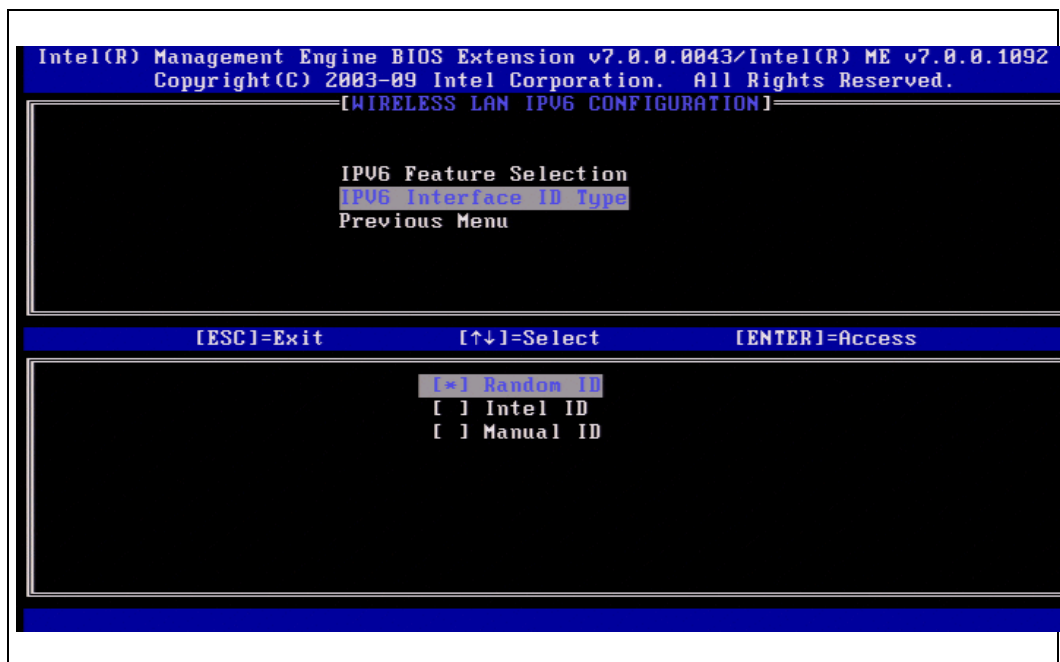 Intel(R) Management Engine BIOS Extension v7.0.0.0043/Intel(R) ME v7.0.0.1092
Copyright(C) 2003-09 Intel Corporation. All Rights Reserved.
[WIRELESS LAN IPV6 CONFIGURATION]
IPV6 Feature Selection
IPV6 Interface ID Type
Previous Menu
[ESC]=Exit [↑↓]=Select [ENTER]=Access
[*] Random ID
[ ] Intel ID
[ ] Manual ID